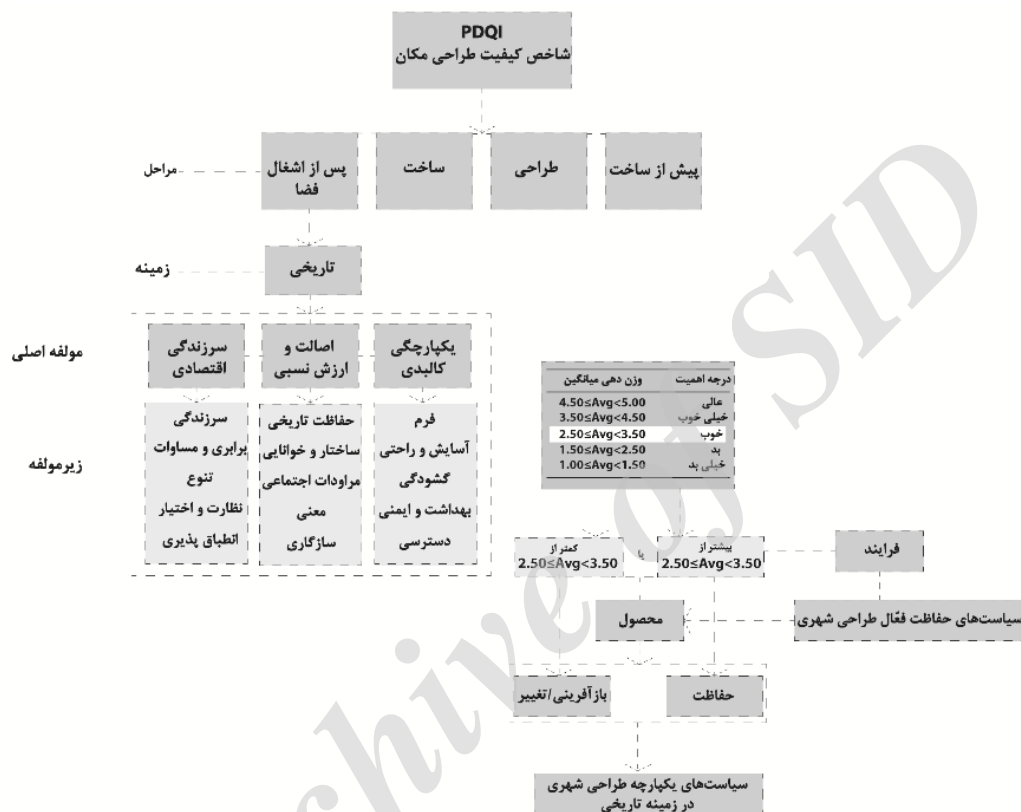 PDQI
شاخص کیفیت طراحی مکان
مراحل
پیش از ساخت
طراحی
ساخت
پس از اشغال
فضا
زمینه
تاریخی
مولفه اصلی
یکپارچگی
کالبدی
اصالت و
ارزش نسبی
سرزندگی
اقتصادی
زیرمولفه
فرم
آسایش و راحتی
گشودگی
بهداشت و ایمنی
دسترسی
حفاظت تاریخی
ساختار و خوانایی
مراودات اجتماعی
معنی
سازگاری
سرزندگی
برابری و مساوات
تنوع
نظارت و اختیار
انطباق پذیری
درجه اهمیت وزن دهی میانگین
عالی 4.50≤Avg<5.00
خیلی خوب 3.50≤Avg<4.50
خوب 2.50≤Avg<3.50
بد 1.50≤Avg<2.50
خیلی بد 1.00≤Avg<1.50
بیشتر از
2.50≤Avg<3.50
یا
کمتر از
2.50≤Avg<3.50
فرایند
سیاست‌های حفاظت فعّال طراحی شهری
محصول
حفاظت
بازآفرینی/تغییر
سیاست‌های یکپارچه طراحی شهری
در زمینه تاریخی
chive of SID